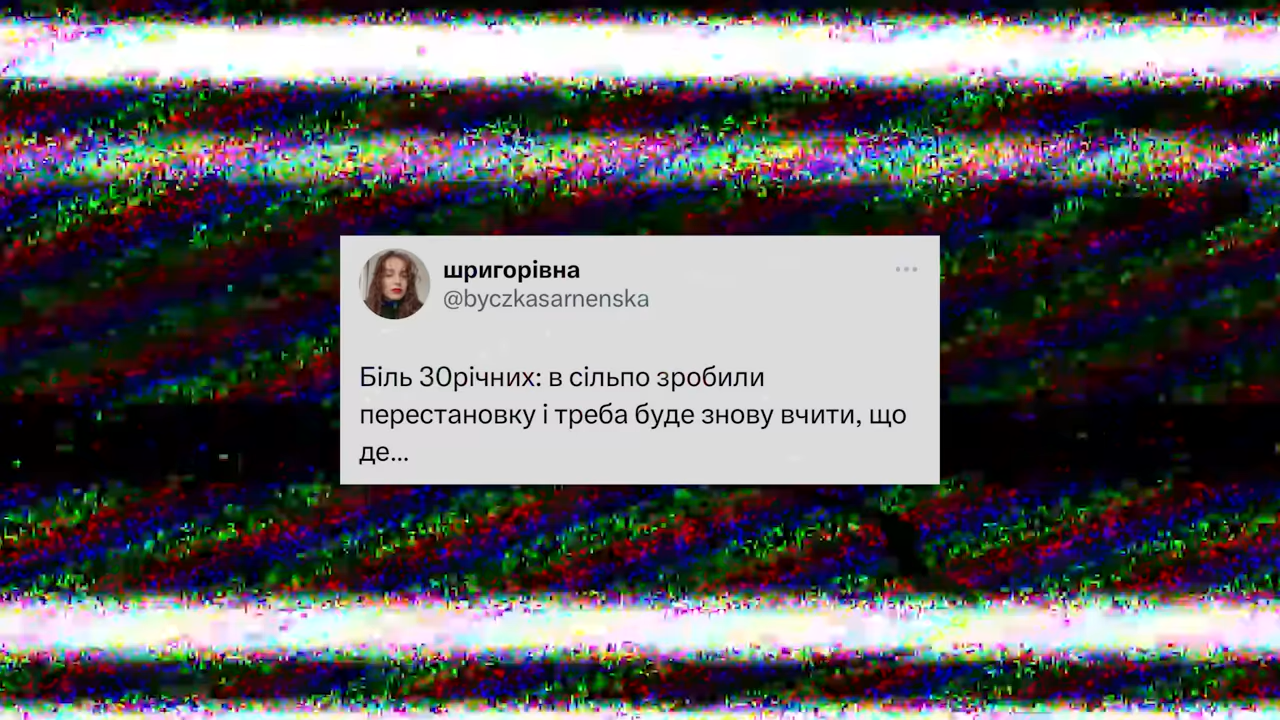 шригорівна
@byczkasarnenska
Біль 30річних: в сільпо зробили
перестановку і треба буде знову вчити, що
де...